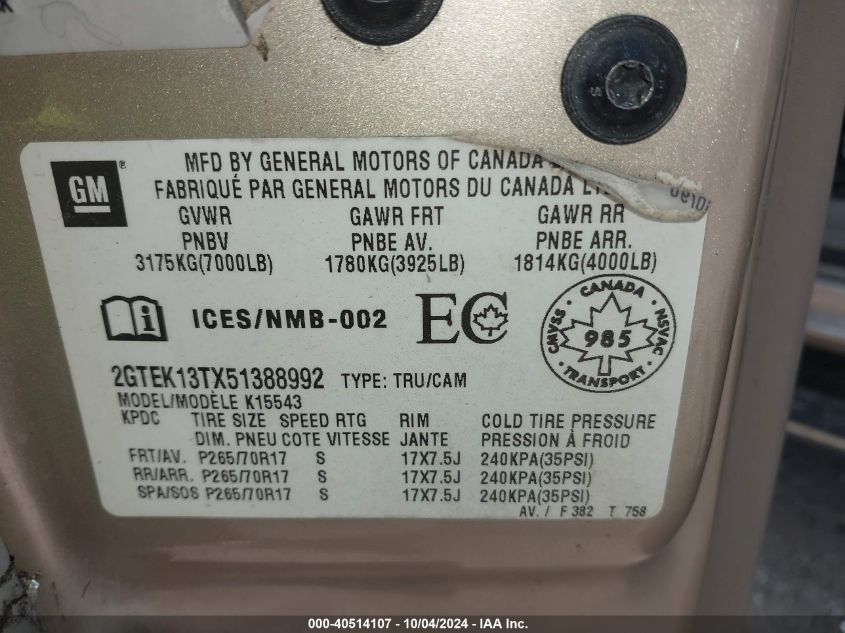 GM
MFD BY GENERAL MOTORS OF CANADA
FABRIQUÉ PAR GENERAL MOTORS DU CANADA
GVWR GAWR FRT GAWR RR
PNBV PNBE AV. PNBE ARR.
3175KG(7000LB) 1780KG(3925LB) 1814KG(4000LB)
ICES/NMB-002 EC
CANADA
CMVSS 985 NSVAC
TRANSPORT
2GTEK13TX51388992 TYPE: TRU/CAM
MODEL/MODÈLE K15543
KPDC TIRE SIZE SPEED RTG RIM COLD TIRE PRESSURE
DIM. PNEU COTE VITESSE JANTE PRESSION À FROID
FRT/AV. P265/70R17 S 17X7.5J 240KPA(35PSI)
RR/ARR. P265/70R17 S 17X7.5J 240KPA(35PSI)
SPA/SOS P265/70R17 S 17X7.5J 240KPA(35PSI)
AV. / F 382 T 758
000-40514107 - 10/04/2024 - IAA Inc.